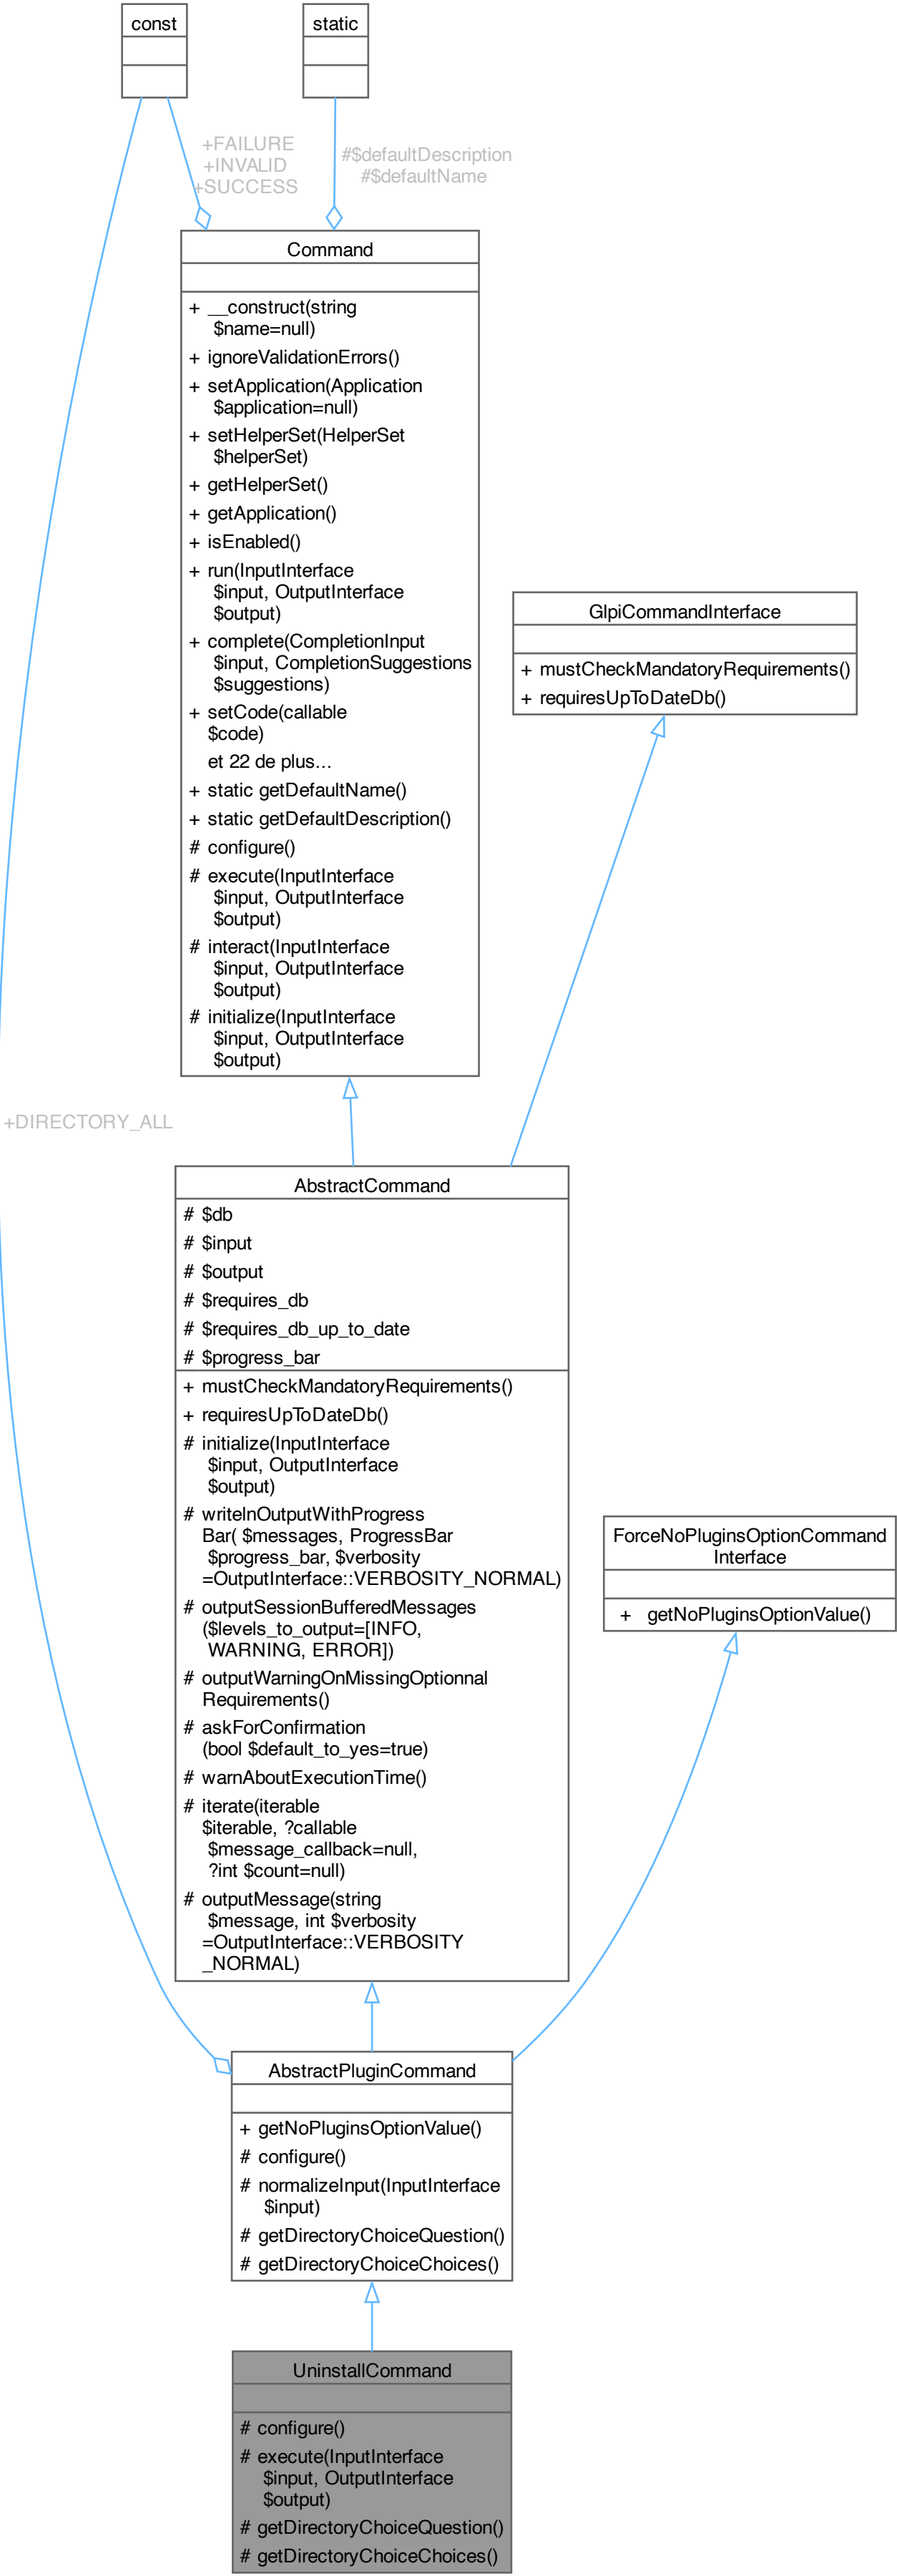 const
static
+FAILURE
+INVALID
+SUCCESS
#$defaultDescription
#$defaultName
Command
+ __construct(string
$name=null)
+ ignoreValidationErrors()
+ setApplication(Application
$application=null)
+ setHelperSet(HelperSet
$helperSet)
+ getHelperSet()
+ getApplication()
+ isEnabled()
+ run(InputInterface
$input, OutputInterface
$output)
+ complete(CompletionInput
$input, CompletionSuggestions
$suggestions)
+ setCode(callable
$code)
et 22 de plus...
+ static getDefaultName()
+ static getDefaultDescription()
# configure()
# execute(InputInterface
$input, OutputInterface
$output)
# interact(InputInterface
$input, OutputInterface
$output)
# initialize(InputInterface
$input, OutputInterface
$output)
GlpiCommandInterface
+ mustCheckMandatoryRequirements()
+ requiresUpToDateDb()
+DIRECTORY_ALL
AbstractCommand
# $db
# $input
# $output
# $requires_db
# $requires_db_up_to_date
# $progress_bar
+ mustCheckMandatoryRequirements()
+ requiresUpToDateDb()
# initialize(InputInterface
$input, OutputInterface
$output)
# writelnOutputWithProgress
Bar( $messages, ProgressBar
$progress_bar, $verbosity
=OutputInterface::VERBOSITY_NORMAL)
# outputSessionBufferedMessages
($levels_to_output=[INFO,
WARNING, ERROR])
# outputWarningOnMissingOptionnal
Requirements()
# askForConfirmation
(bool $default_to_yes=true)
# warnAboutExecutionTime()
# iterate(iterable
$iterable, ?callable
$message_callback=null,
?int $count=null)
# outputMessage(string
$message, int $verbosity
=OutputInterface::VERBOSITY
_NORMAL)
ForceNoPluginsOptionCommand
Interface
+ getNoPluginsOptionValue()
AbstractPluginCommand
+ getNoPluginsOptionValue()
# configure()
# normalizeInput(InputInterface
$input)
# getDirectoryChoiceQuestion()
# getDirectoryChoiceChoices()
UninstallCommand
# configure()
# execute(InputInterface
$input, OutputInterface
$output)
# getDirectoryChoiceQuestion()
# getDirectoryChoiceChoices()